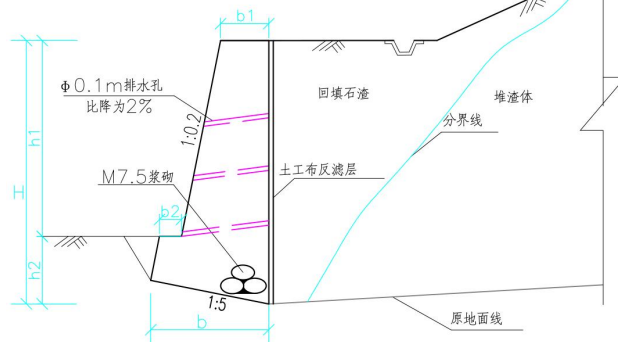 b1
Φ0.1m排水孔
比降为2%
回填石渣
堆渣体
分界线
1:0.2
h1
土工布反滤层
M7.5浆砌
H
b2
h2
1:5
b
原地面线